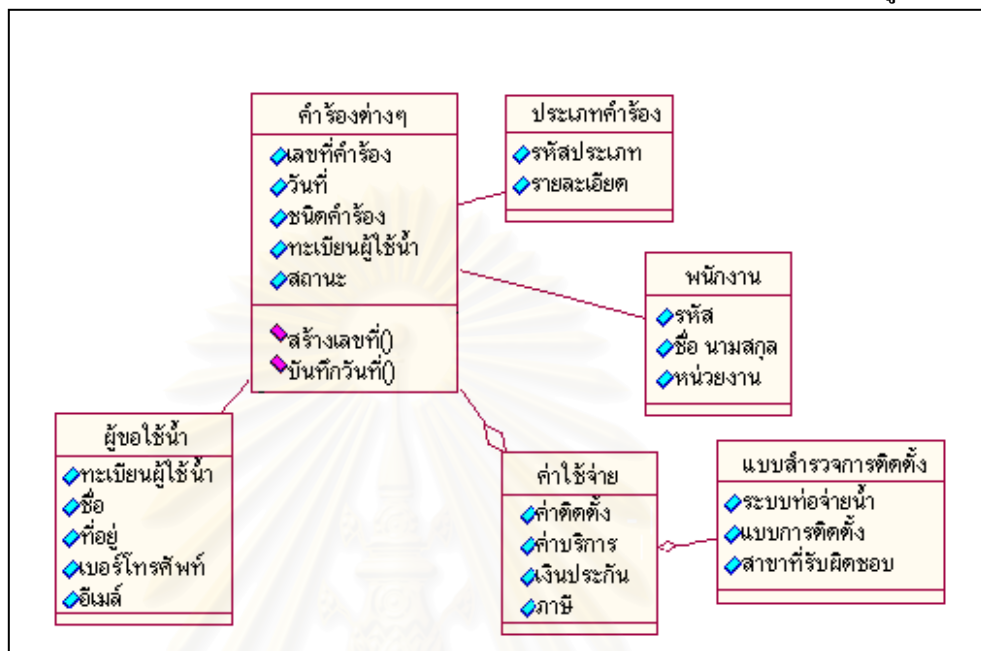 คำร้องต่างๆ
เลขที่คำร้อง
วันที่
ชนิดคำร้อง
ทะเบียนผู้ใช้น้ำ
สถานะ
สร้างเลขที่()
บันทึกวันที่()
ประเภทคำร้อง
รหัสประเภท
รายละเอียด
พนักงาน
รหัส
ชื่อ นามสกุล
หน่วยงาน
ผู้ขอใช้น้ำ
ทะเบียนผู้ใช้น้ำ
ชื่อ
ที่อยู่
เบอร์โทรศัพท์
อีเมล์
ค่าใช้จ่าย
ค่าติดตั้ง
ค่าบริการ
เงินประกัน
ภาษี
แบบสำรวจการติดตั้ง
ระบบท่อจ่ายน้ำ
แบบการติดตั้ง
สาขาที่รับผิดชอบ